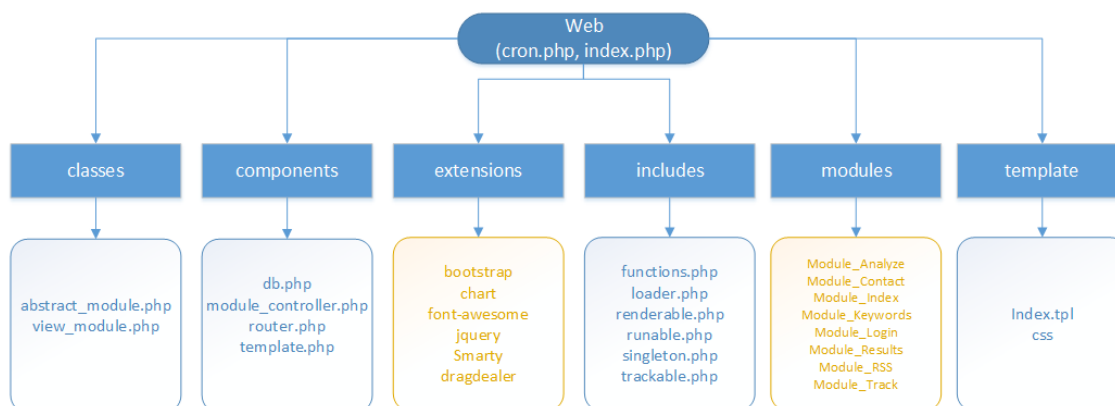 Web
(cron.php, index.php)
classes
components
extensions
includes
modules
template
abstract_module.php
view_module.php
db.php
module_controller.php
router.php
template.php
bootstrap
chart
font-awesome
jquery
Smarty
dragdealer
functions.php
loader.php
renderable.php
runable.php
singleton.php
trackable.php
Module_Analyze
Module_Contact
Module_Index
Module_Keywords
Module_Login
Module_Results
Module_RSS
Module_Track
Index.tpl
css